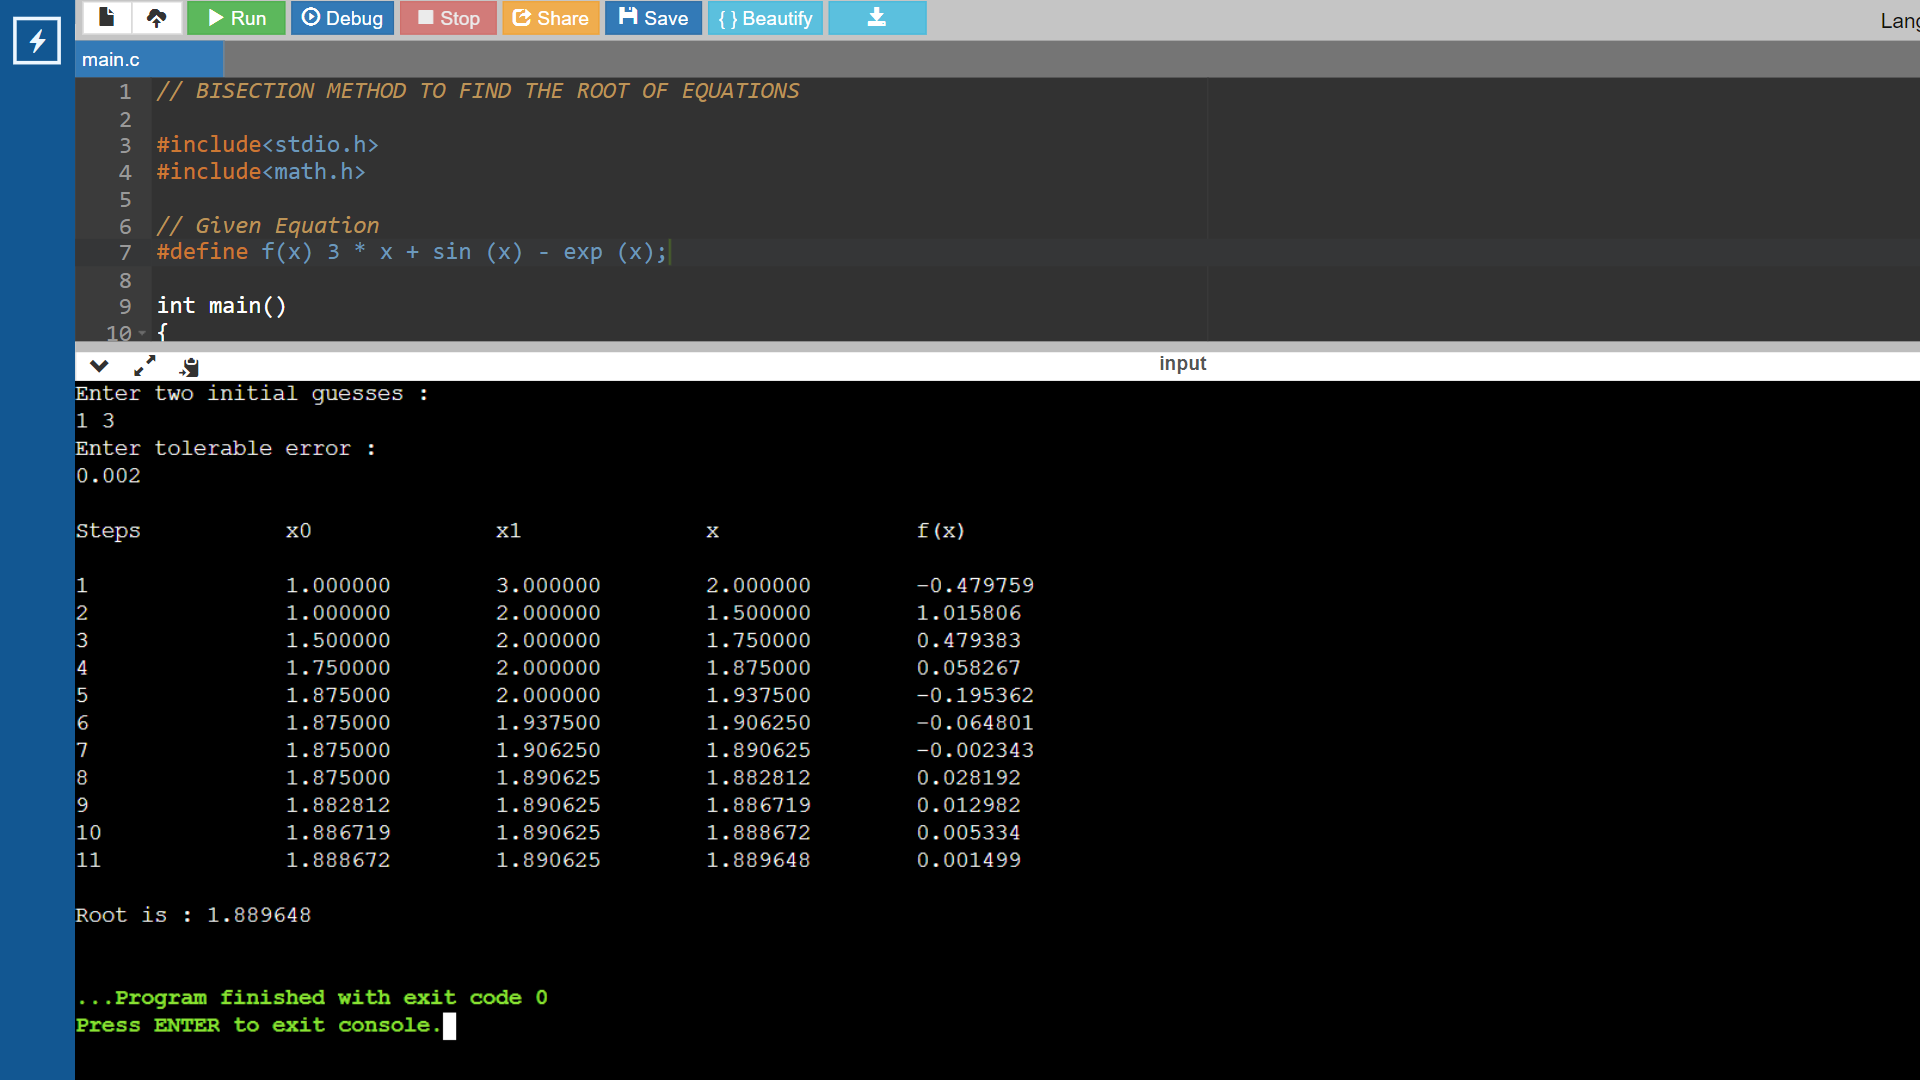 Run Debug Stop Share Save { } Beautify
Lang
main.c
1 // BISECTION METHOD TO FIND THE ROOT OF EQUATIONS
2
3 #include<stdio.h>
4 #include<math.h>
5
6 // Given Equation
7 #define f(x) 3 * x + sin (x) - exp (x);
8
9 int main()
10 {
input
Enter two initial guesses :
1 3
Enter tolerable error :
0.002
Steps x0 x1 x f(x)
1 1.000000 3.000000 2.000000 -0.479759
2 1.000000 2.000000 1.500000 1.015806
3 1.500000 2.000000 1.750000 0.479383
4 1.750000 2.000000 1.875000 0.058267
5 1.875000 2.000000 1.937500 -0.195362
6 1.875000 1.937500 1.906250 -0.064801
7 1.875000 1.906250 1.890625 -0.002343
8 1.875000 1.890625 1.882812 0.028192
9 1.882812 1.890625 1.886719 0.012982
10 1.886719 1.890625 1.888672 0.005334
11 1.888672 1.890625 1.889648 0.001499
Root is : 1.889648
...Program finished with exit code 0
Press ENTER to exit console.